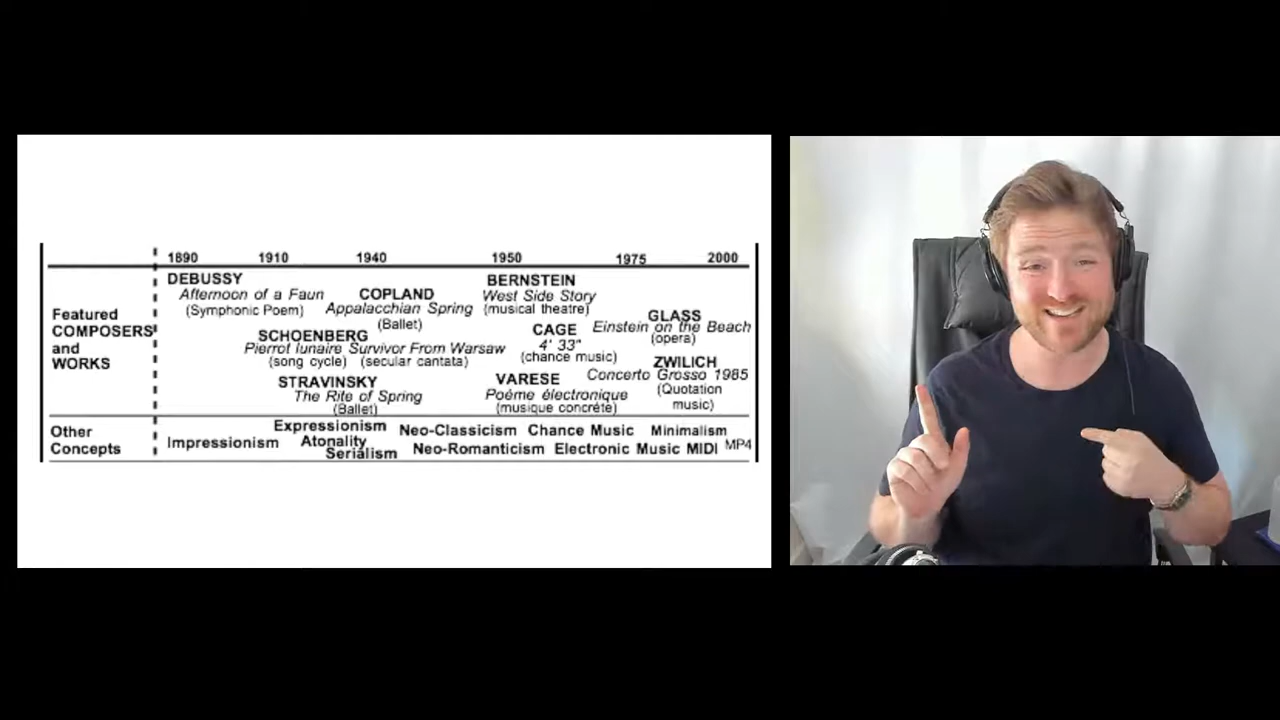 1890 1910 1940 1950 1975 2000
Featured
COMPOSERS
and
WORKS
DEBUSSY
Afternoon of a Faun
(Symphonic Poem)
COPLAND
Appalacchian Spring
(Ballet)
SCHOENBERG
Pierrot lunaire Survivor From Warsaw
(song cycle) (secular cantata)
STRAVINSKY
The Rite of Spring
(Ballet)
BERNSTEIN
West Side Story
(musical theatre)
CAGE
4' 33"
(chance music)
VARESE
Poéme électronique
(musique concréte)
GLASS
Einstein on the Beach
(opera)
ZWILICH
Concerto Grosso 1985
(Quotation
music)
Other
Concepts
Impressionism
Expressionism
Atonality
Serialism
Neo-Classicism Chance Music Minimalism
Neo-Romanticism Electronic Music MIDI MP4